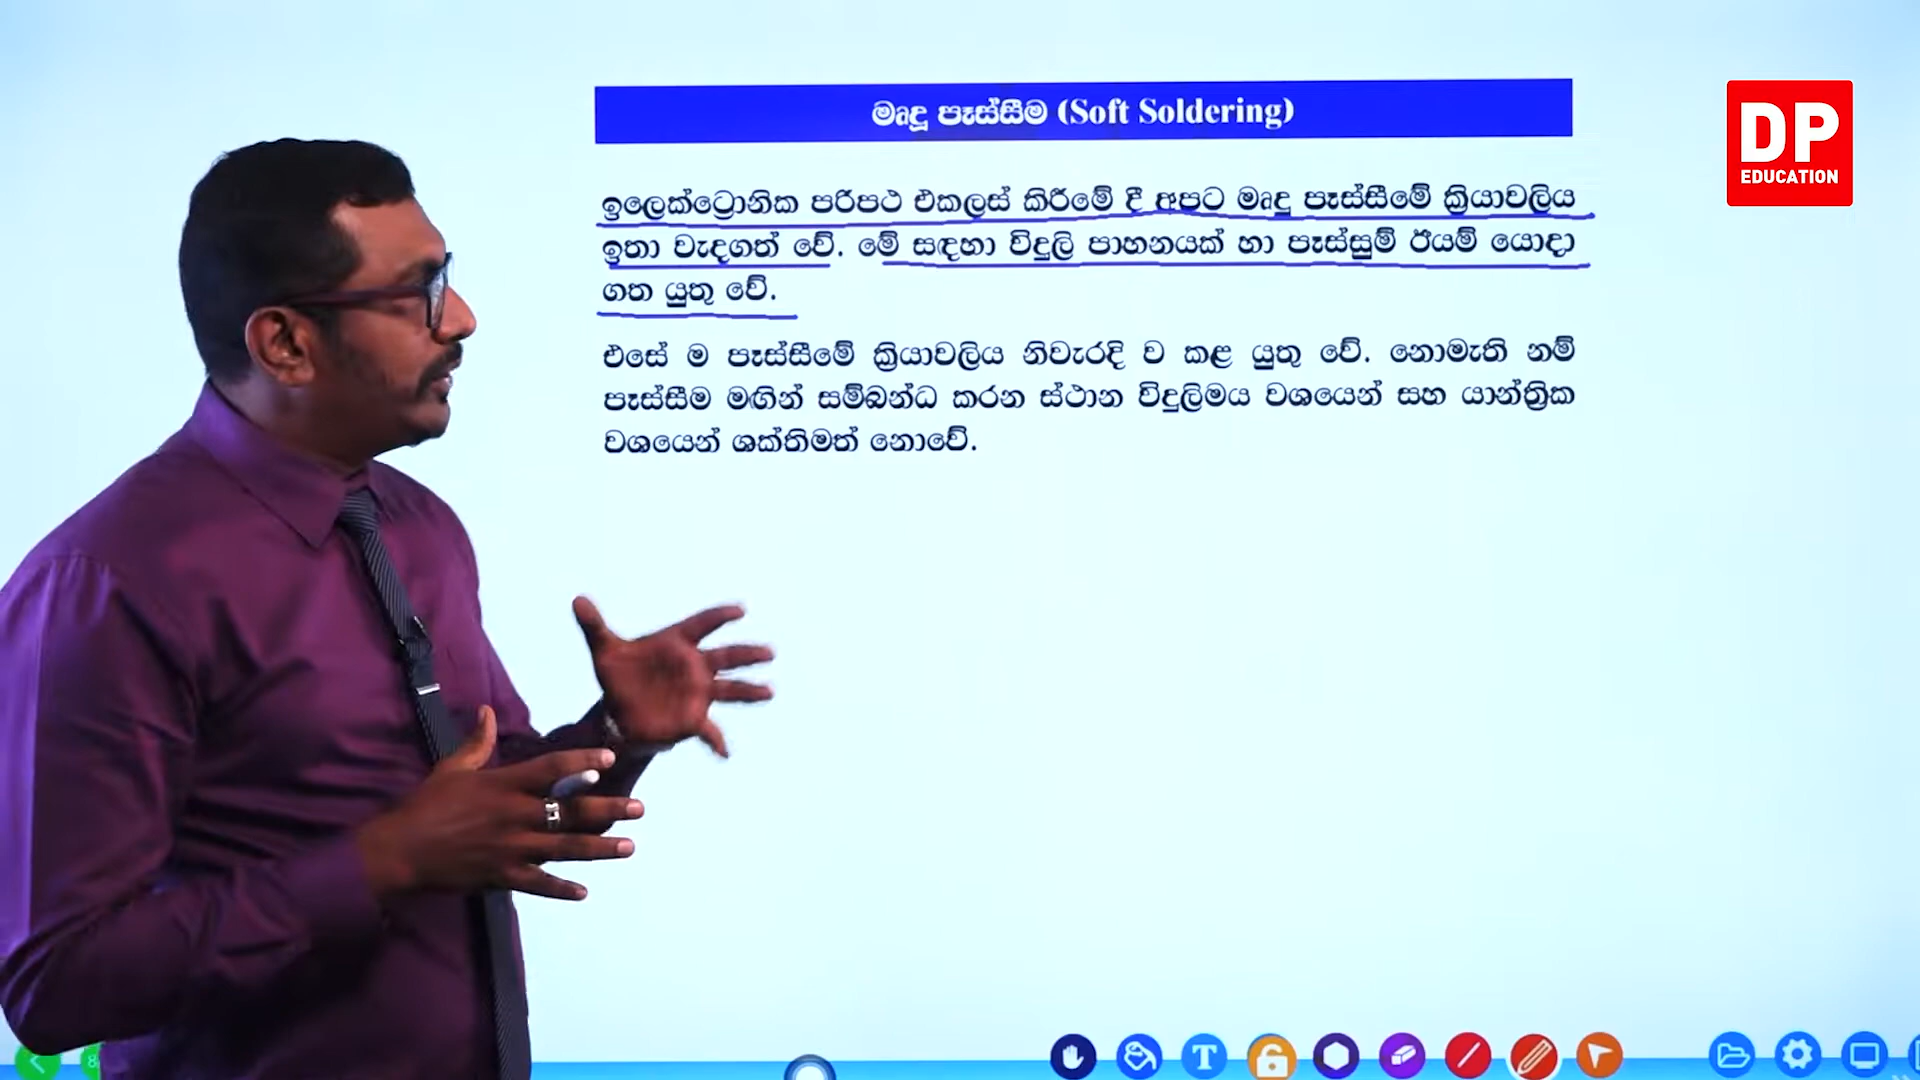 මෘදු පෑස්සීම (Soft Soldering)
DP
EDUCATION
ඉලෙක්ට්‍රොනික පරිපථ එකලස් කිරීමේ දී අපට මෘදු පෑස්සීමේ ක්‍රියාවලිය
ඉතා වැදගත් වේ. මේ සඳහා විදුලි පාහනයක් හා පෑස්සුම් ඊයම් යොදා
ගත යුතු වේ.
එසේ ම පෑස්සීමේ ක්‍රියාවලිය නිවැරදි ව කළ යුතු වේ. නොමැති නම්
පෑස්සීම මඟින් සම්බන්ධ කරන ස්ථාන විදුලිමය වශයෙන් සහ යාන්ත්‍රික
වශයෙන් ශක්තිමත් නොවේ.
T